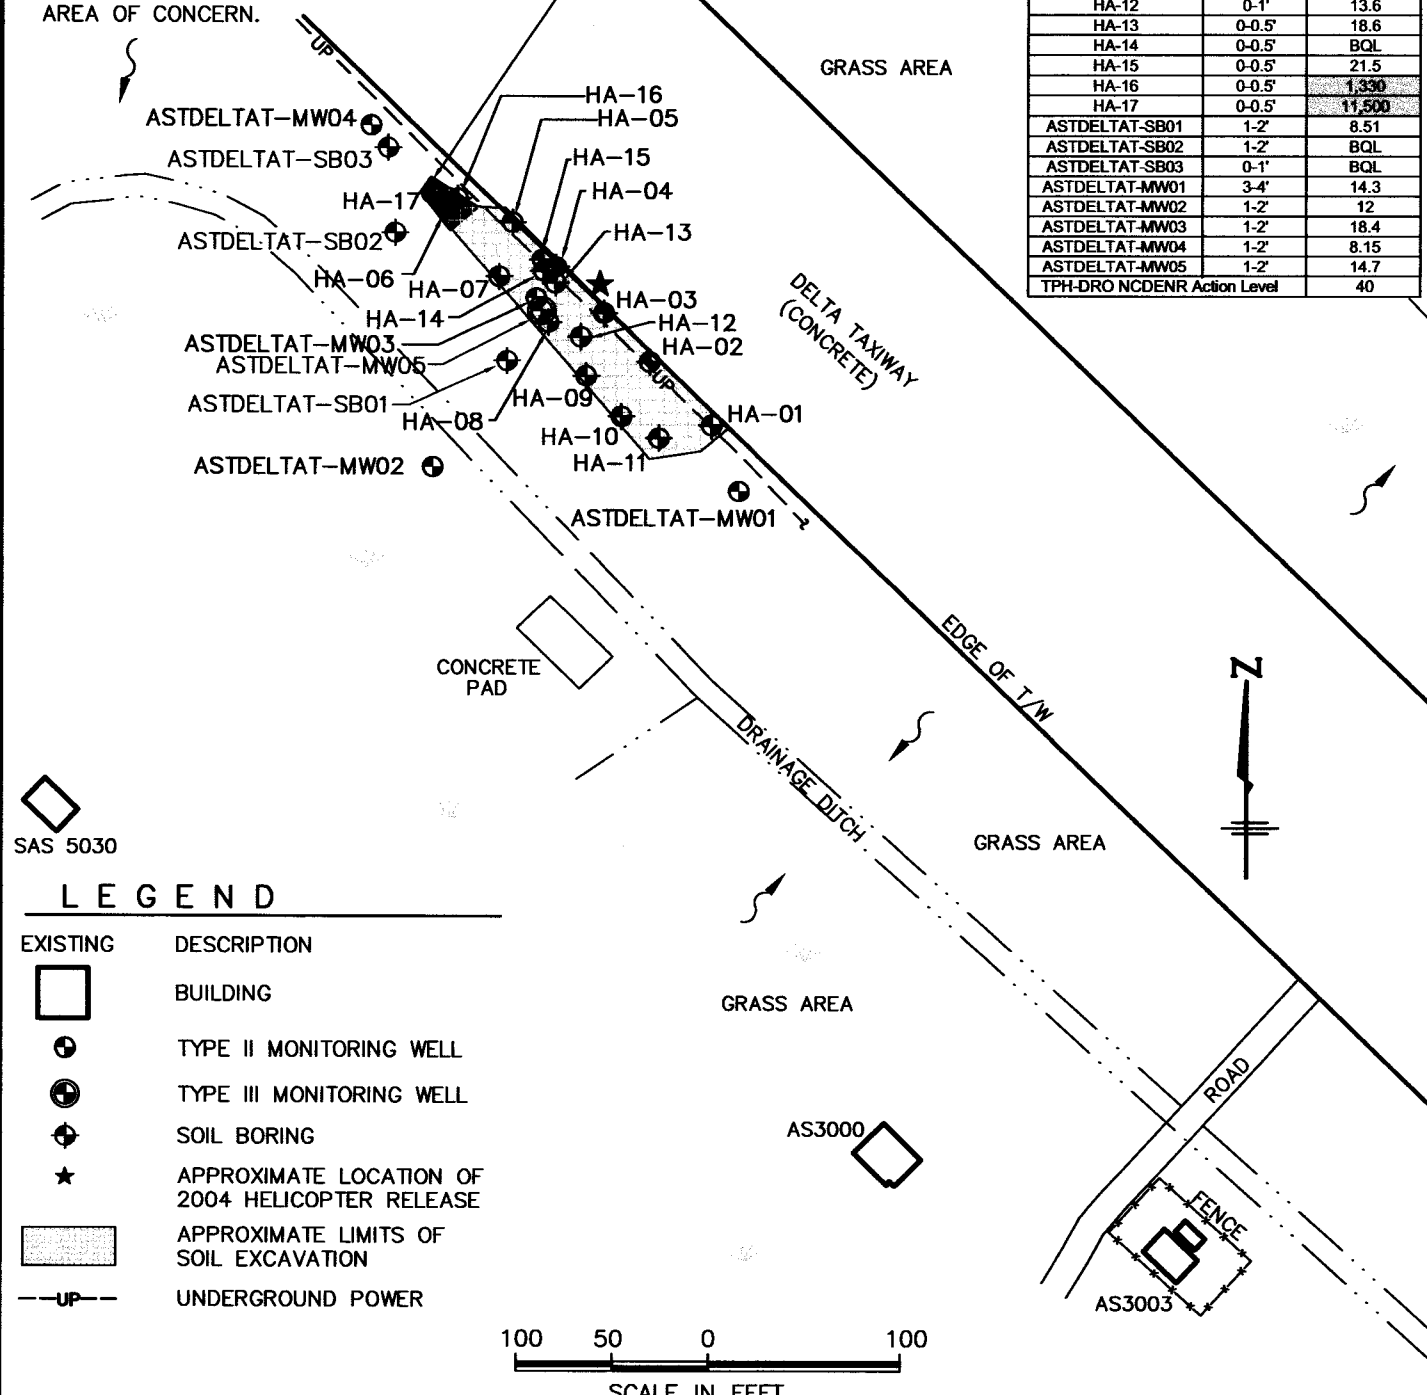 AREA OF CONCERN.
HA-12 0-1' 13.6
HA-13 0-0.5' 18.6
HA-14 0-0.5' BQL
HA-15 0-0.5' 21.5
HA-16 0-0.5' 1,330
HA-17 0-0.5' 11,500
ASTDELTAT-SB01 1-2' 8.51
ASTDELTAT-SB02 1-2' BQL
ASTDELTAT-SB03 0-1' BQL
ASTDELTAT-MW01 3-4' 14.3
ASTDELTAT-MW02 1-2' 12
ASTDELTAT-MW03 1-2' 18.4
ASTDELTAT-MW04 1-2' 8.15
ASTDELTAT-MW05 1-2' 14.7
TPH-DRO NCDENR Action Level 40
UP
GRASS AREA
HA-16
HA-05
ASTDELTAT-MW04
ASTDELTAT-SB03
HA-15
HA-04
HA-17
HA-13
ASTDELTAT-SB02
HA-06
HA-07
HA-03
HA-14
HA-12
ASTDELTAT-MW03
HA-02
ASTDELTAT-MW05
UP
ASTDELTAT-SB01
HA-09
HA-08
HA-01
HA-10
HA-11
ASTDELTAT-MW02
ASTDELTAT-MW01
DELTA TAXIWAY
(CONCRETE)
EDGE OF T/W
CONCRETE
PAD
DRAINAGE DITCH
N
SAS 5030
GRASS AREA
GRASS AREA
ROAD
AS3000
FENCE
AS3003
LEGEND
EXISTING DESCRIPTION
BUILDING
TYPE II MONITORING WELL
TYPE III MONITORING WELL
SOIL BORING
APPROXIMATE LOCATION OF
2004 HELICOPTER RELEASE
APPROXIMATE LIMITS OF
SOIL EXCAVATION
UP UNDERGROUND POWER
100 50 0 100
SCALE IN FEET